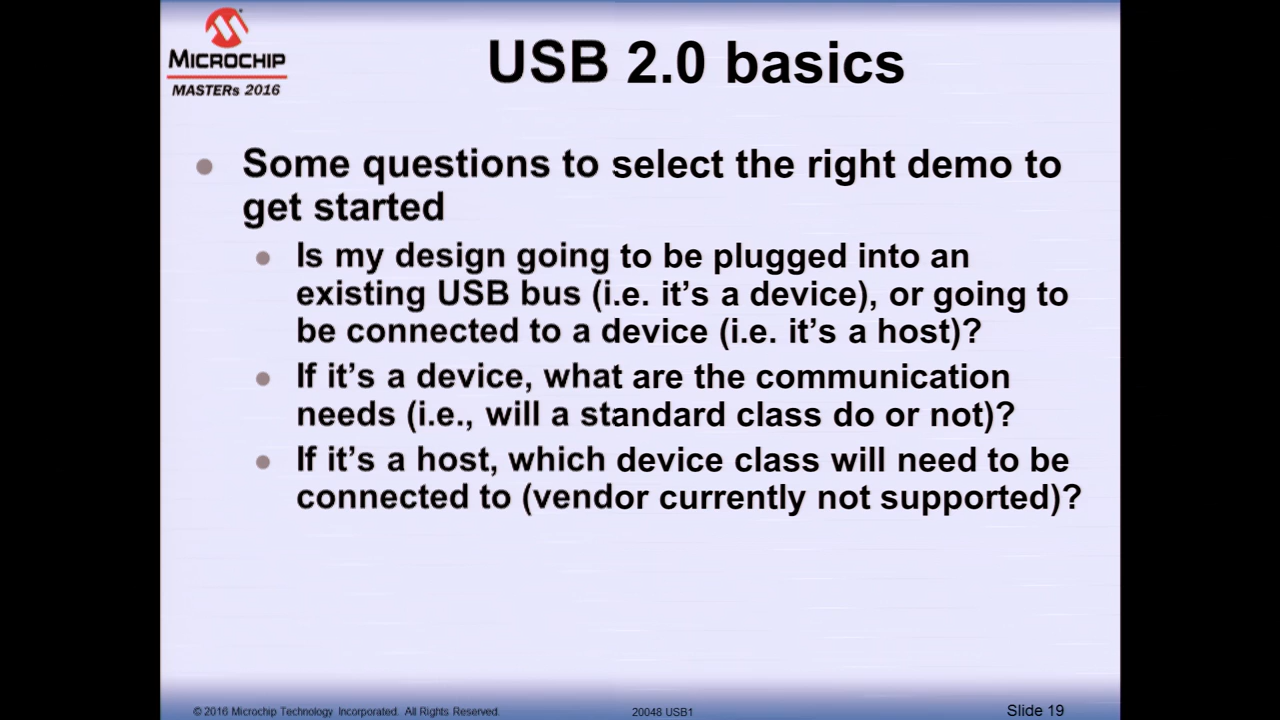 MICROCHIP
MASTERs 2016
USB 2.0 basics
Some questions to select the right demo to
get started
Is my design going to be plugged into an
existing USB bus (i.e. it’s a device), or going to
be connected to a device (i.e. it’s a host)?
If it’s a device, what are the communication
needs (i.e., will a standard class do or not)?
If it’s a host, which device class will need to be
connected to (vendor currently not supported)?
© 2016 Microchip Technology Incorporated. All Rights Reserved.
20048 USB1
Slide 19